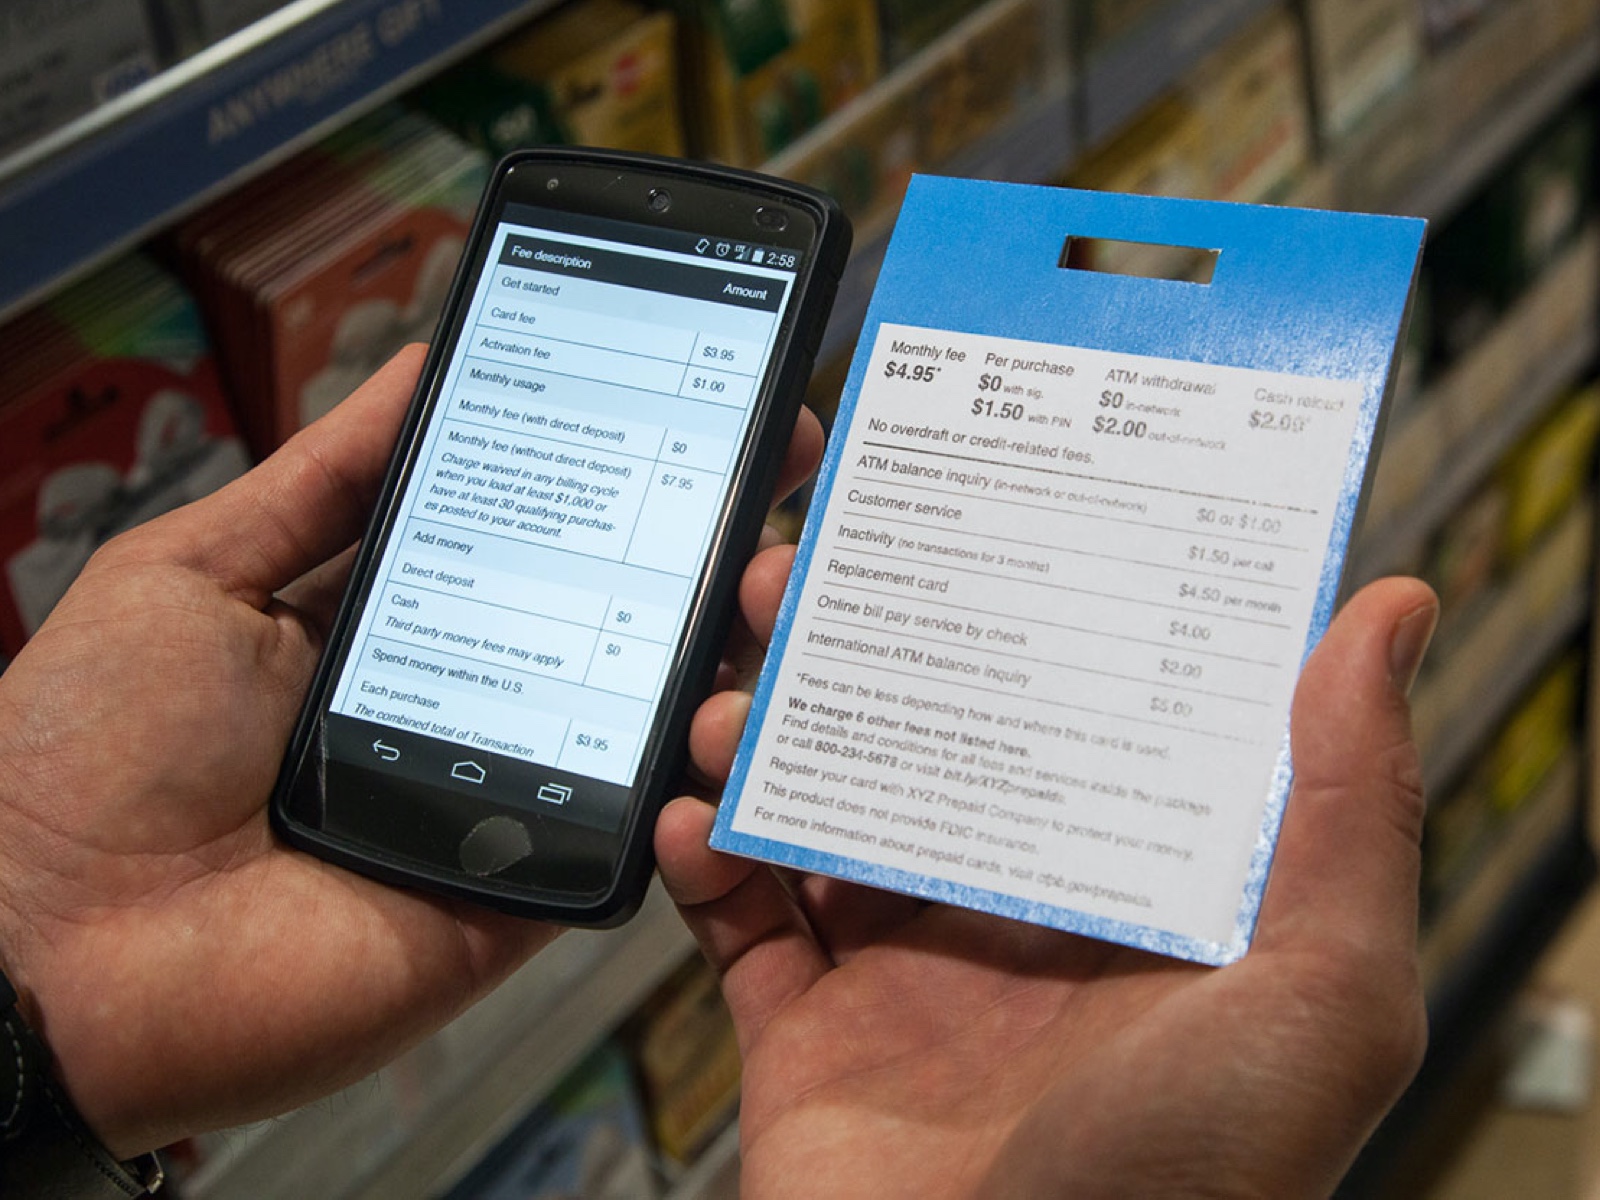 ANYWHERE GIFT
2:58
Fee description Amount
Get started
Card fee $3.95
Activation fee $1.00
Monthly usage
Monthly fee (with direct deposit) $0
Monthly fee (without direct deposit) $7.95
Charge waived in any billing cycle
when you load at least $1,000 or
have at least 30 qualifying purchas-
es posted to your account.
Add money
Direct deposit $0
Cash $0
Third party money fees may apply
Spend money within the U.S.
Each purchase $3.95
The combined total of Transaction
Monthly fee Per purchase ATM withdrawal Cash reload
$4.95* $0 with sig. $0 in-network $2.00*
$1.50 with PIN $2.00 out-of-network
No overdraft or credit-related fees.
ATM balance inquiry (in-network or out-of-network) $0 or $1.00
Customer service $1.50 per call
Inactivity (no transactions for 3 months) $4.50 per month
Replacement card $4.00
Online bill pay service by check $2.00
International ATM balance inquiry $5.00
*Fees can be less depending how and where this card is used.
We charge 6 other fees not listed here.
Find details and conditions for all fees and services inside the package
or call 800-234-5678 or visit bit.ly/XYZprepaids.
Register your card with XYZ Prepaid Company to protect your money.
This product does not provide FDIC insurance.
For more information about prepaid cards, visit cfpb.gov/prepaids.